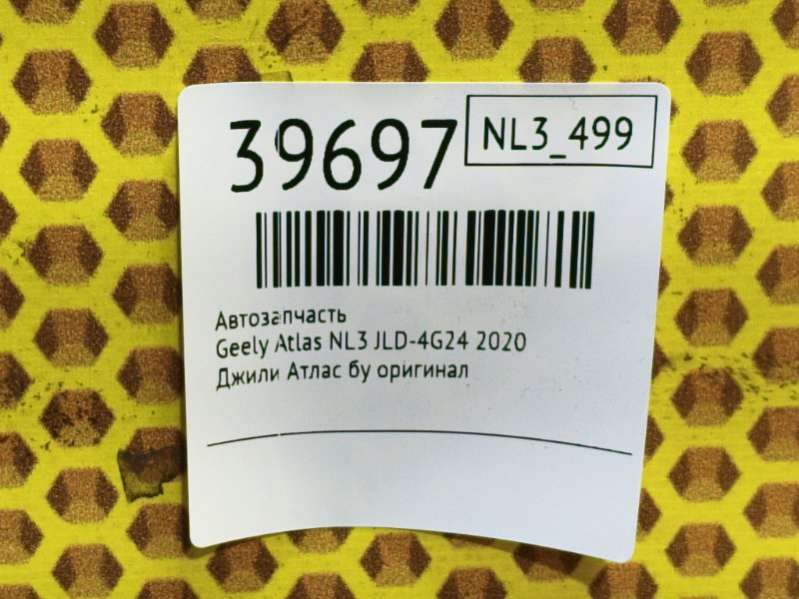 39697
NL3_499
Автозапчасть
Geely Atlas NL3 JLD-4G24 2020
Джили Атлас бу оригинал